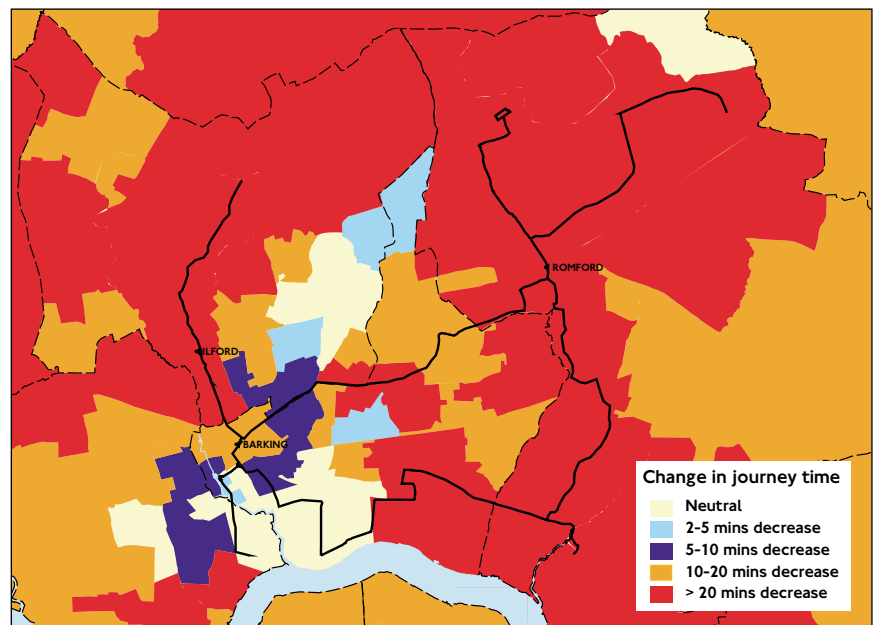 ROMFORD
ILFORD
BARKING
Change in journey time
Neutral
2-5 mins decrease
5-10 mins decrease
10-20 mins decrease
> 20 mins decrease